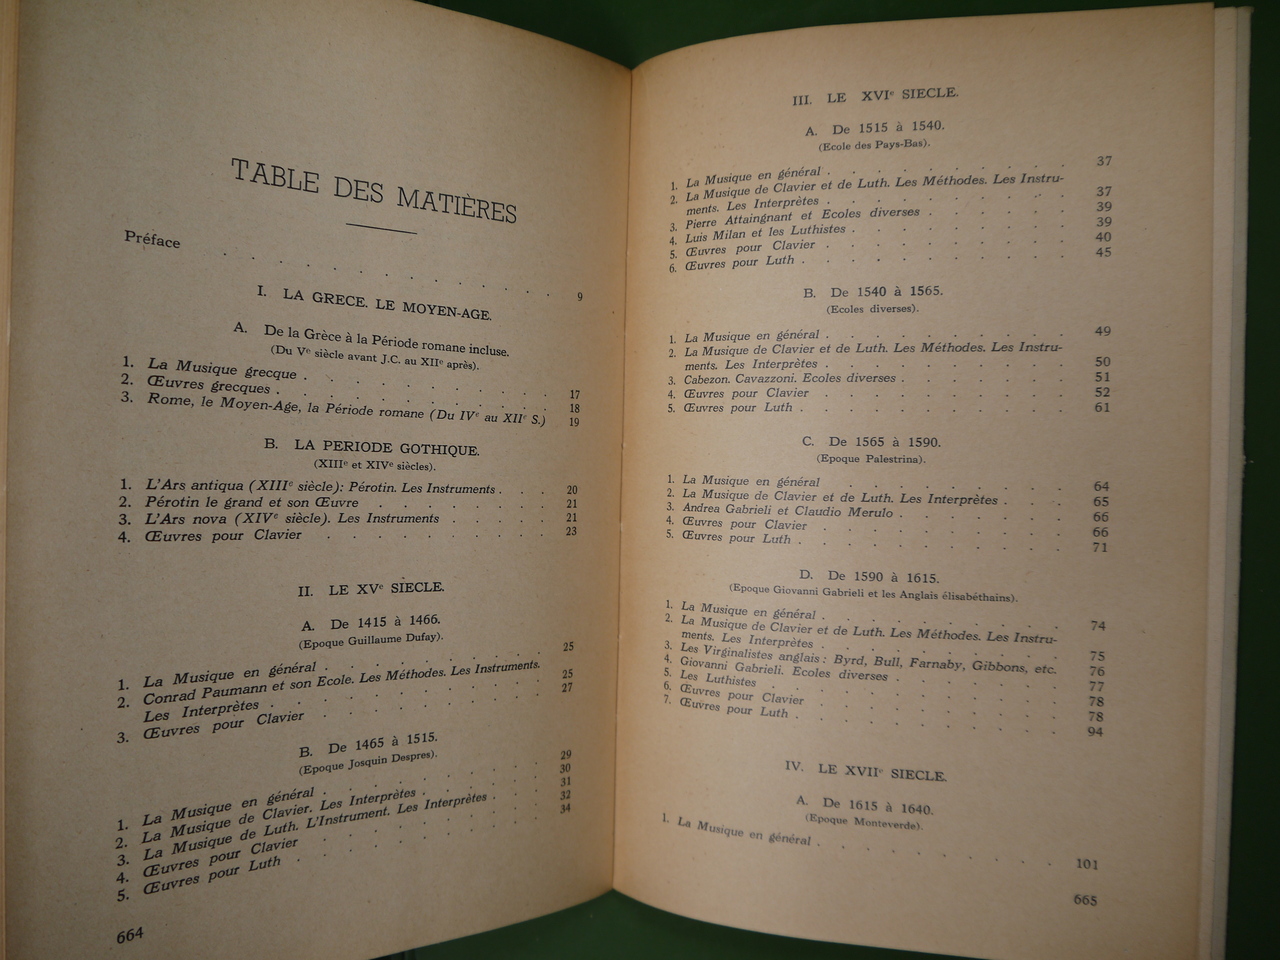 TABLE DES MATIÈRES
Préface . . . . . . . . . . 9
I. LA GRECE. LE MOYEN-AGE.
A. De la Grèce à la Période romane incluse.
(Du Ve siècle avant J.C. au XIIe après).
1. La Musique grecque . . . . . . . . . 17
2. Œuvres grecques . . . . . . . . . . 18
3. Rome, le Moyen-Age, la Période romane (Du IVe au XIIe S.) 19
B. LA PERIODE GOTHIQUE.
(XIIIe et XIVe siècles).
1. L'Ars antiqua (XIIIe siècle): Pérotin. Les Instruments . . . 20
2. Pérotin le grand et son Œuvre . . . . . . . . 21
3. L'Ars nova (XIVe siècle). Les Instruments . . . . . 21
4. Œuvres pour Clavier . . . . . . . . . 23
II. LE XVe SIECLE.
A. De 1415 à 1466.
(Epoque Guillaume Dufay).
1. La Musique en général . . . . . . . . . 25
2. Conrad Paumann et son Ecole. Les Méthodes. Les Instruments.
Les Interprètes . . . . . . . . . . 25
3. Œuvres pour Clavier . . . . . . . . . 27
B. De 1465 à 1515.
(Epoque Josquin Despres).
1. La Musique en général . . . . . . . . . 29
2. La Musique de Clavier. Les Interprètes . . . . . 30
3. La Musique de Luth. L'Instrument. Les Interprètes . . . 31
4. Œuvres pour Clavier . . . . . . . . . 32
5. Œuvres pour Luth . . . . . . . . . . 34
664
III. LE XVIe SIECLE.
A. De 1515 à 1540.
(Ecole des Pays-Bas).
1. La Musique en général . . . . . . . . . 37
2. La Musique de Clavier et de Luth. Les Méthodes. Les Instru-
ments. Les Interprètes . . . . . . . . . 37
3. Pierre Attaingnant et Ecoles diverses . . . . . . 39
4. Luis Milan et les Luthistes . . . . . . . . 39
5. Œuvres pour Clavier . . . . . . . . . 40
6. Œuvres pour Luth . . . . . . . . . . 45
B. De 1540 à 1565.
(Ecoles diverses).
1. La Musique en général . . . . . . . . . 49
2. La Musique de Clavier et de Luth. Les Méthodes. Les Instru-
ments. Les Interprètes . . . . . . . . . 50
3. Cabezon. Cavazzoni. Ecoles diverses . . . . . . 51
4. Œuvres pour Clavier . . . . . . . . . 52
5. Œuvres pour Luth . . . . . . . . . . 61
C. De 1565 à 1590.
(Epoque Palestrina).
1. La Musique en général . . . . . . . . . 64
2. La Musique de Clavier et de Luth. Les Interprètes . . . 65
3. Andrea Gabrieli et Claudio Merulo . . . . . . 66
4. Œuvres pour Clavier . . . . . . . . . 66
5. Œuvres pour Luth . . . . . . . . . . 71
D. De 1590 à 1615.
(Epoque Giovanni Gabrieli et les Anglais élisabéthains).
1. La Musique en général . . . . . . . . . 74
2. La Musique de Clavier et de Luth. Les Méthodes. Les Instru-
ments. Les Interprètes . . . . . . . . . 75
3. Les Virginalistes anglais: Byrd, Bull, Farnaby, Gibbons, etc. 76
4. Giovanni Gabrieli. Ecoles diverses . . . . . . 77
5. Les Luthistes . . . . . . . . . . 78
6. Œuvres pour Clavier . . . . . . . . . 78
7. Œuvres pour Luth . . . . . . . . . . 94
IV. LE XVIIe SIECLE.
A. De 1615 à 1640.
(Epoque Monteverde).
1. La Musique en général . . . . . . . . . 101
665